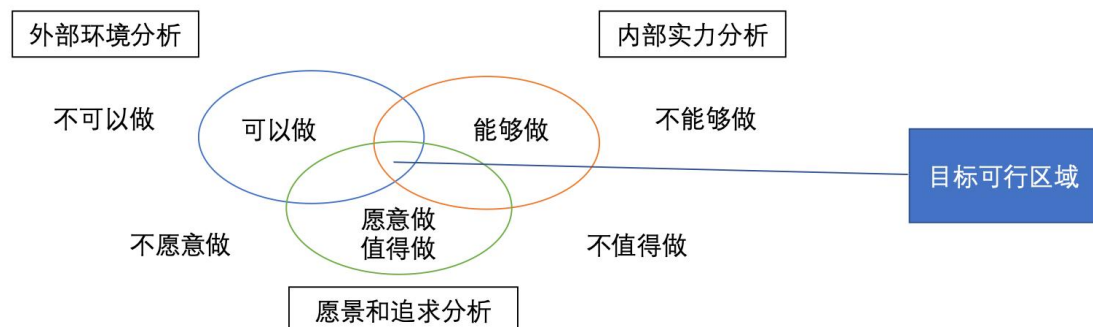 外部环境分析
内部实力分析
不可以做
可以做
能够做
不能够做
目标可行区域
愿意做
值得做
不愿意做
不值得做
愿景和追求分析